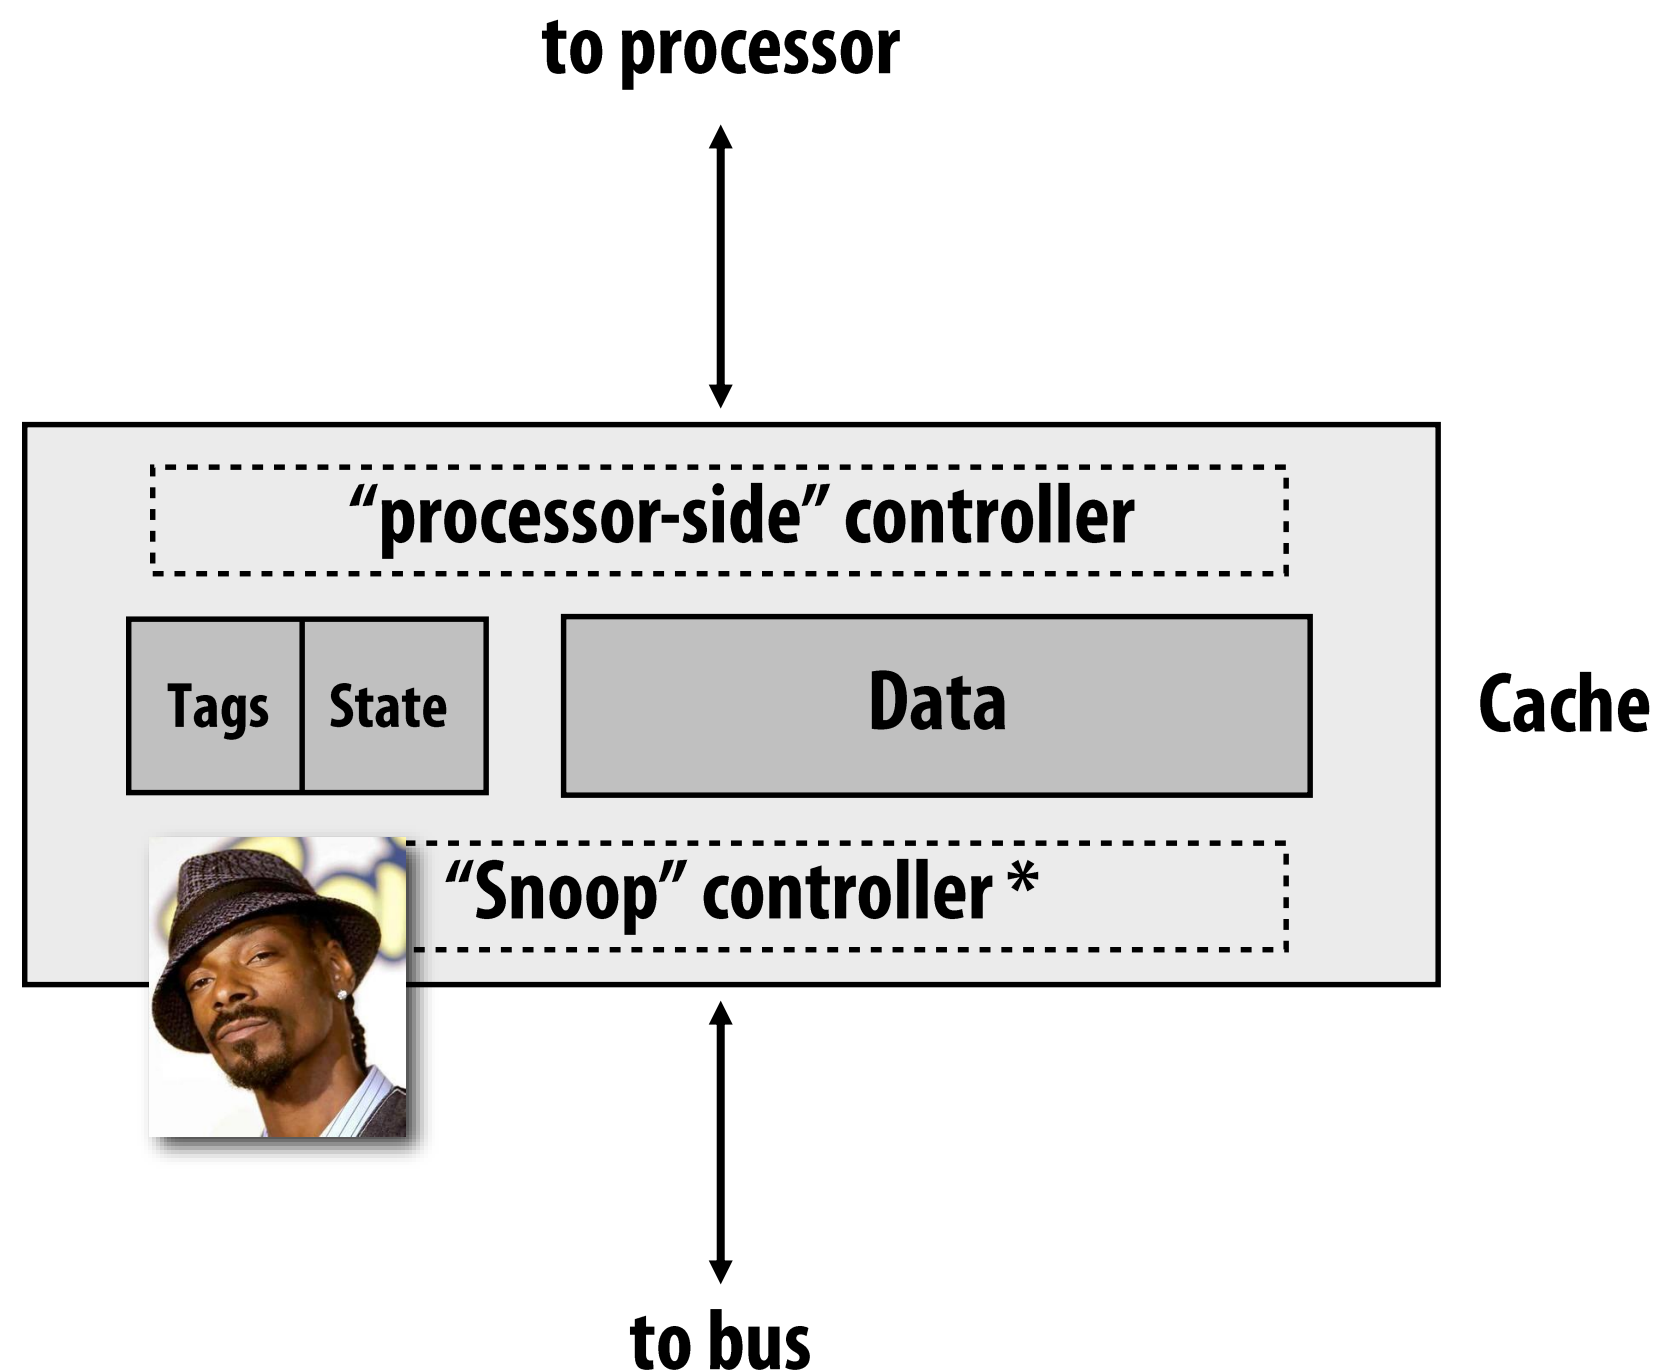 to processor
“processor-side” controller
Tags State Data
Cache
“Snoop” controller *
to bus